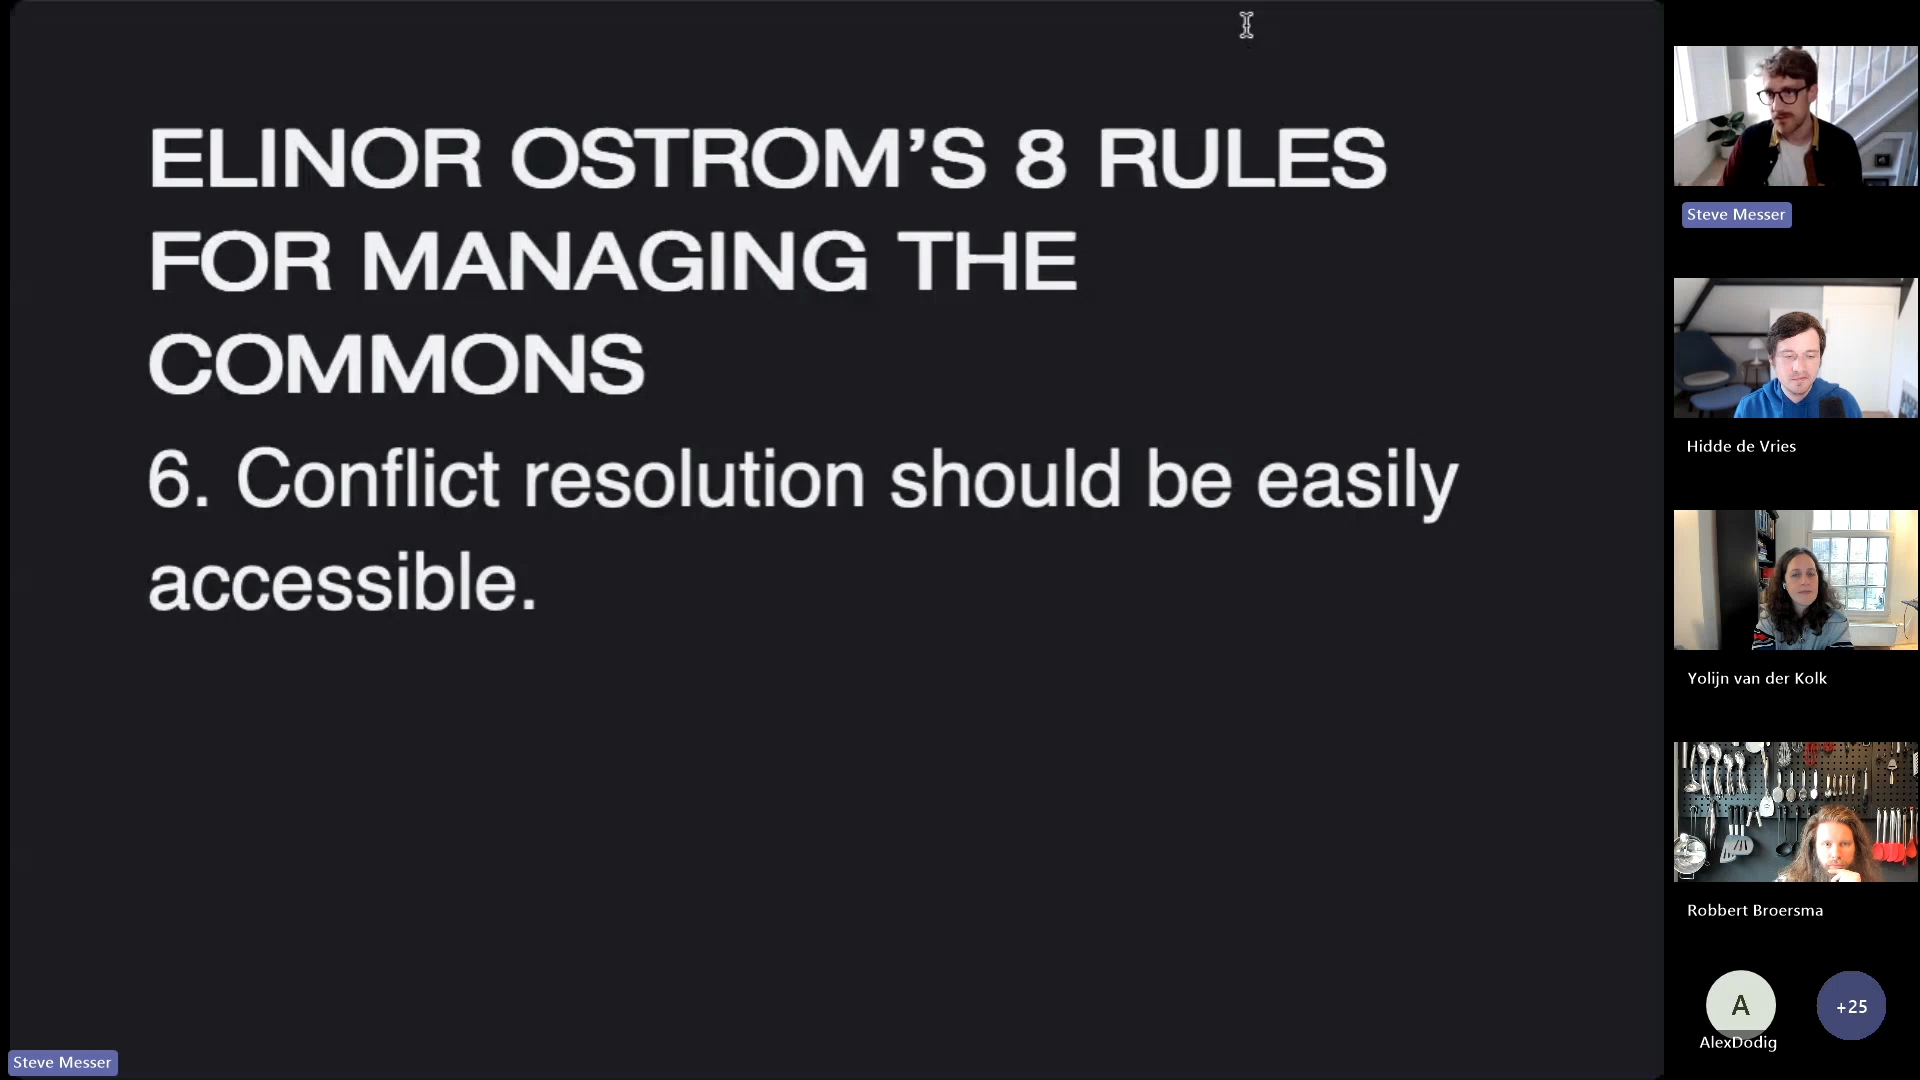 ELINOR OSTROM’S 8 RULES
FOR MANAGING THE
COMMONS
6. Conflict resolution should be easily
accessible.
Steve Messer
Steve Messer
Hidde de Vries
Yolijn van der Kolk
Robbert Broersma
A
+25
AlexDodig